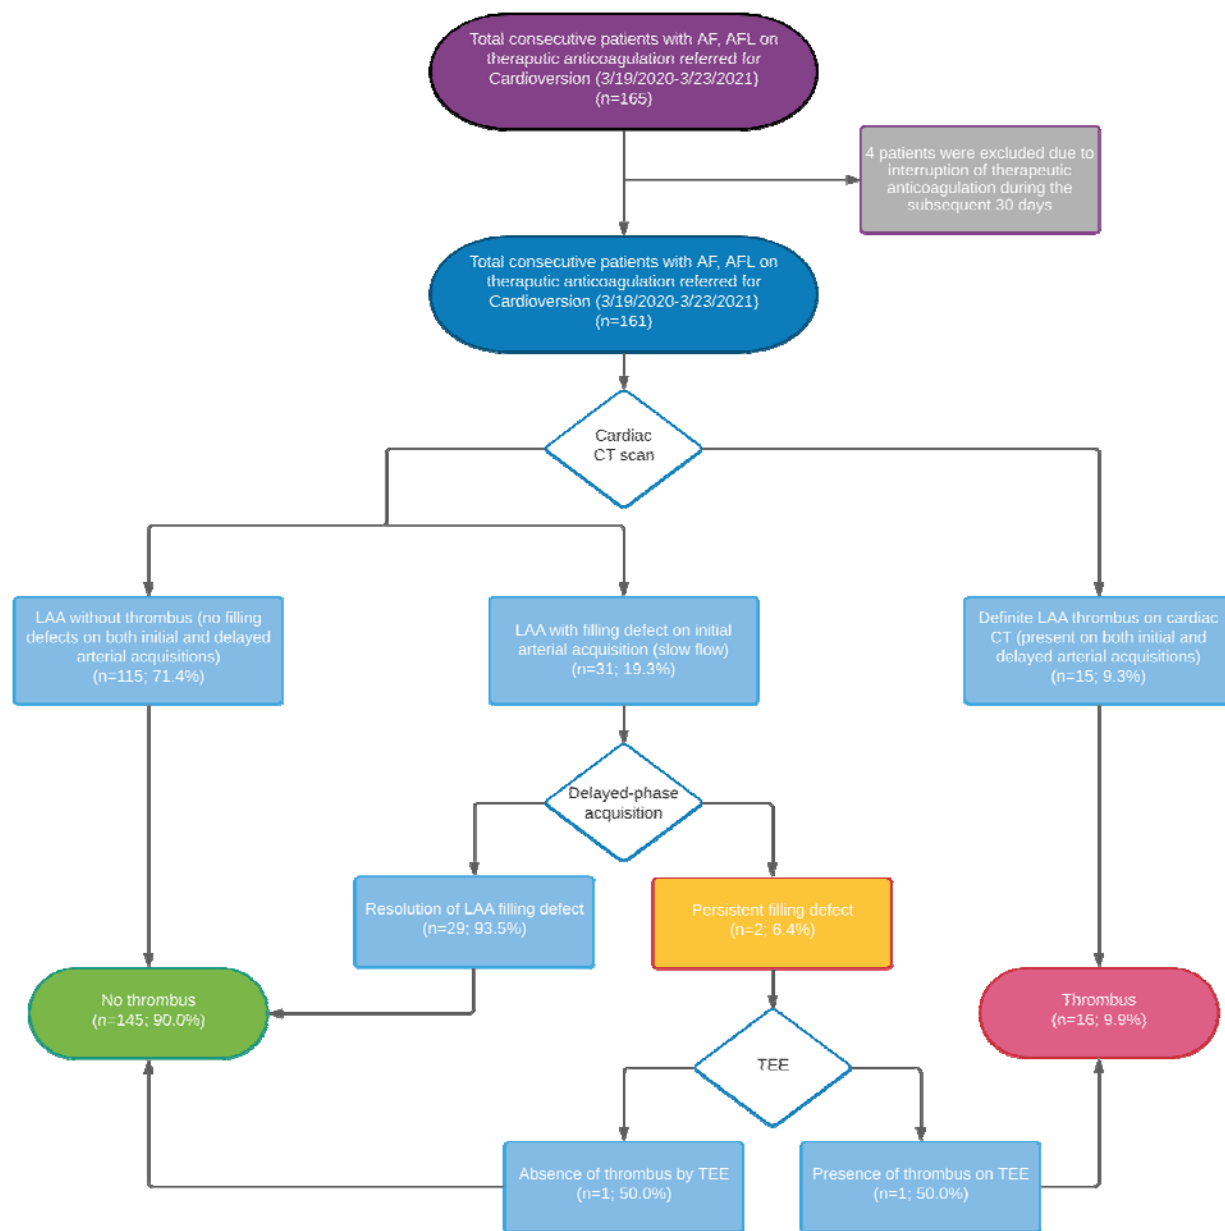 Total consecutive patients with AF, AFL on
theraputic anticoagulation referred for
Cardioversion (3/19/2020-3/23/2021)
(n=165)
4 patients were excluded due to
interruption of therapeutic
anticoagulation during the
subsequent 30 days
Total consecutive patients with AF, AFL on
theraputic anticoagulation referred for
Cardioversion (3/19/2020-3/23/2021)
(n=161)
Cardiac
CT scan
LAA without thrombus (no filling
defects on both initial and delayed
arterial acquisitions)
(n=115; 71.4%)
LAA with filling defect on initial
arterial acquisition (slow flow)
(n=31; 19.3%)
Definite LAA thrombus on cardiac
CT (present on both initial and
delayed arterial acquisitions)
(n=15; 9.3%)
Delayed-phase
acquisition
Resolution of LAA filling defect
(n=29; 93.5%)
Persistent filling defect
(n=2; 6.4%)
No thrombus
(n=145; 90.0%)
Thrombus
(n=16; 9.9%)
TEE
Absence of thrombus by TEE
(n=1; 50.0%)
Presence of thrombus on TEE
(n=1; 50.0%)